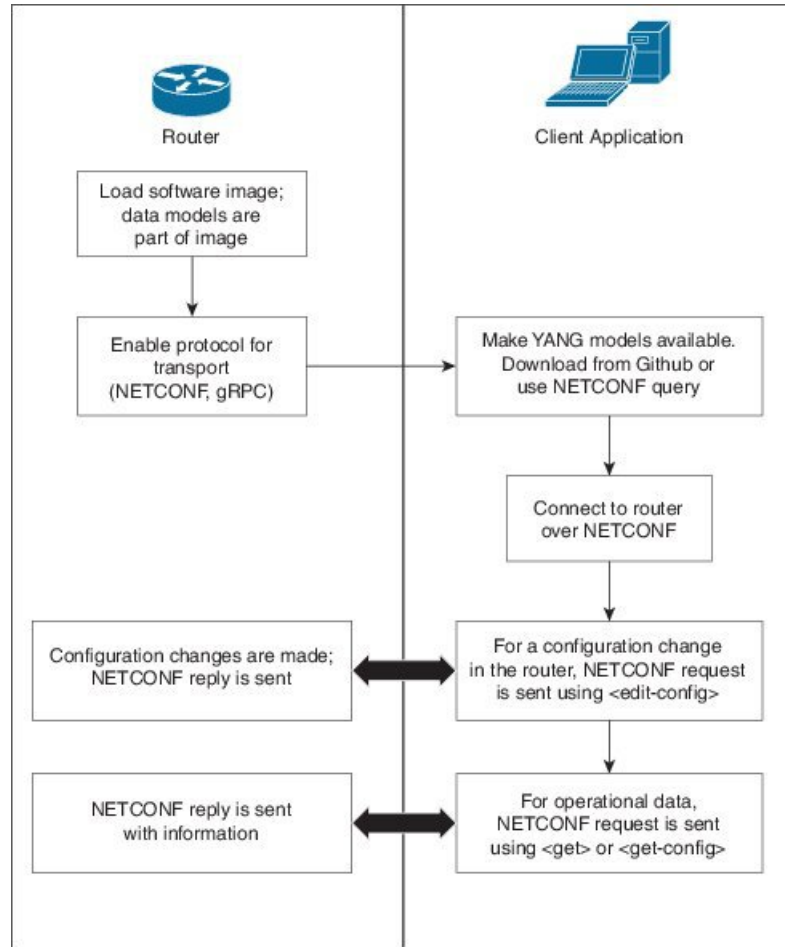 Router
Client Application
Load software image;
data models are
part of image
Enable protocol for
transport
(NETCONF, gRPC)
Make YANG models available.
Download from Github or
use NETCONF query
Connect to router
over NETCONF
Configuration changes are made;
NETCONF reply is sent
For a configuration change
in the router, NETCONF request
is sent using <edit-config>
NETCONF reply is sent
with information
For operational data,
NETCONF request is sent
using <get> or <get-config>